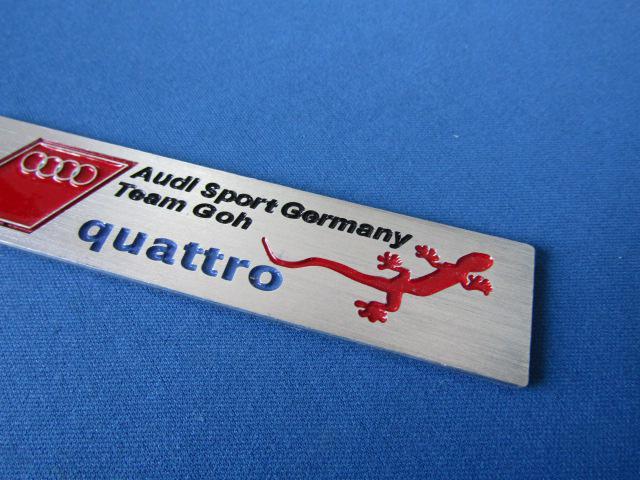 Audi Sport Germany
Team Goh
quattro